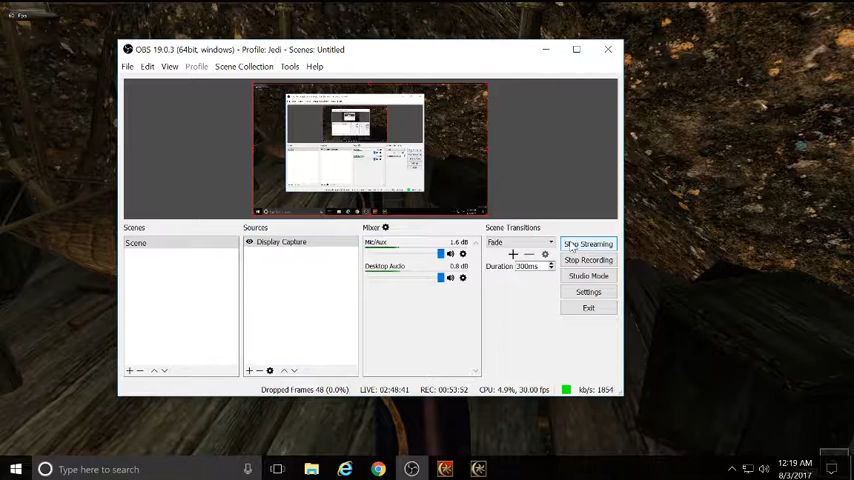 60 fps
OBS 19.0.3 (64bit, windows) - Profile: Jedi - Scenes: Untitled
File Edit View Profile Scene Collection Tools Help
Scenes Sources Mixer Scene Transitions
Scene Display Capture Mic/Aux 1.6 dB Fade Stop Streaming
Stop Recording
Desktop Audio 0.8 dB Duration 300ms
Studio Mode
Settings
Exit
Dropped Frames 48 (0.0%) LIVE: 02:48:41 REC: 00:53:52 CPU: 4.9%, 30.00 fps kb/s: 1854
Type here to search 12:19 AM
8/3/2017